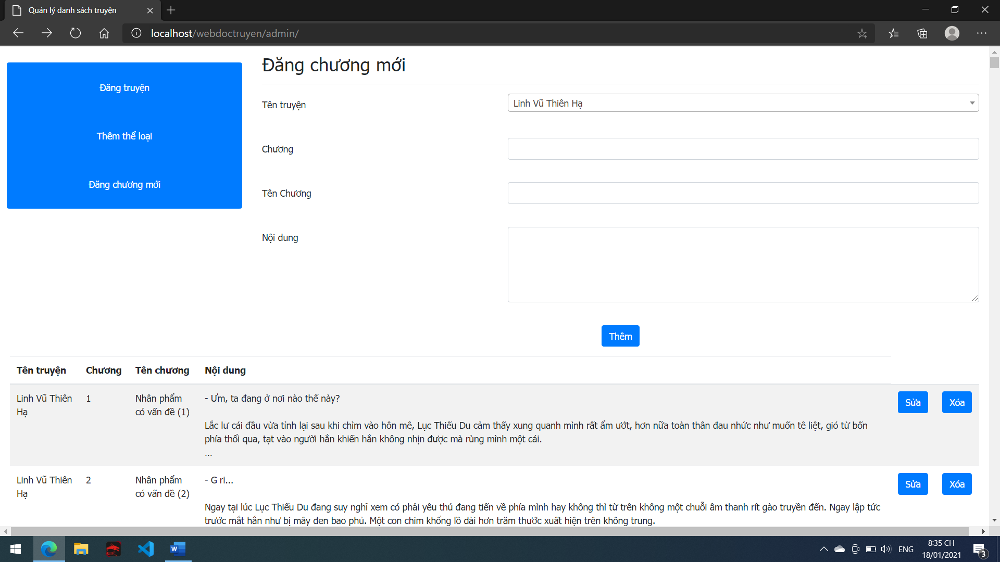 Quản lý danh sách truyện
localhost/webdoctruyen/admin/
Đăng truyện
Thêm thể loại
Đăng chương mới
Đăng chương mới
Tên truyện
Linh Vũ Thiên Hạ
Chương
Tên Chương
Nội dung
Thêm
Tên truyện Chương Tên chương Nội dung
Linh Vũ Thiên Hạ
1
Nhân phẩm có vấn đề (1)
- Ưm, ta đang ở nơi nào thế này?
Lắc lư cái đầu vừa tỉnh lại sau khi chìm vào hôn mê, Lục Thiếu Du cảm thấy xung quanh mình rất ẩm ướt, hơn nữa toàn thân đau nhức như muốn tê liệt, gió từ bốn
phía thổi qua, tạt vào người hắn khiến hắn không nhịn được mà rùng mình một cái.
...
Sửa
Xóa
Linh Vũ Thiên Hạ
2
Nhân phẩm có vấn đề (2)
- G ri...
Ngay tại lúc Lục Thiếu Du đang suy nghĩ xem có phải yêu thú đang tiến về phía mình hay không thì từ trên không một chuỗi âm thanh rít gào truyền đến. Ngay lập tức
trước mắt hắn như bị mây đen bao phủ. Một con chim khổng lồ dài hơn trăm thước xuất hiện trên không trung.
Sửa
Xóa
ENG
8:35 CH
18/01/2021
3